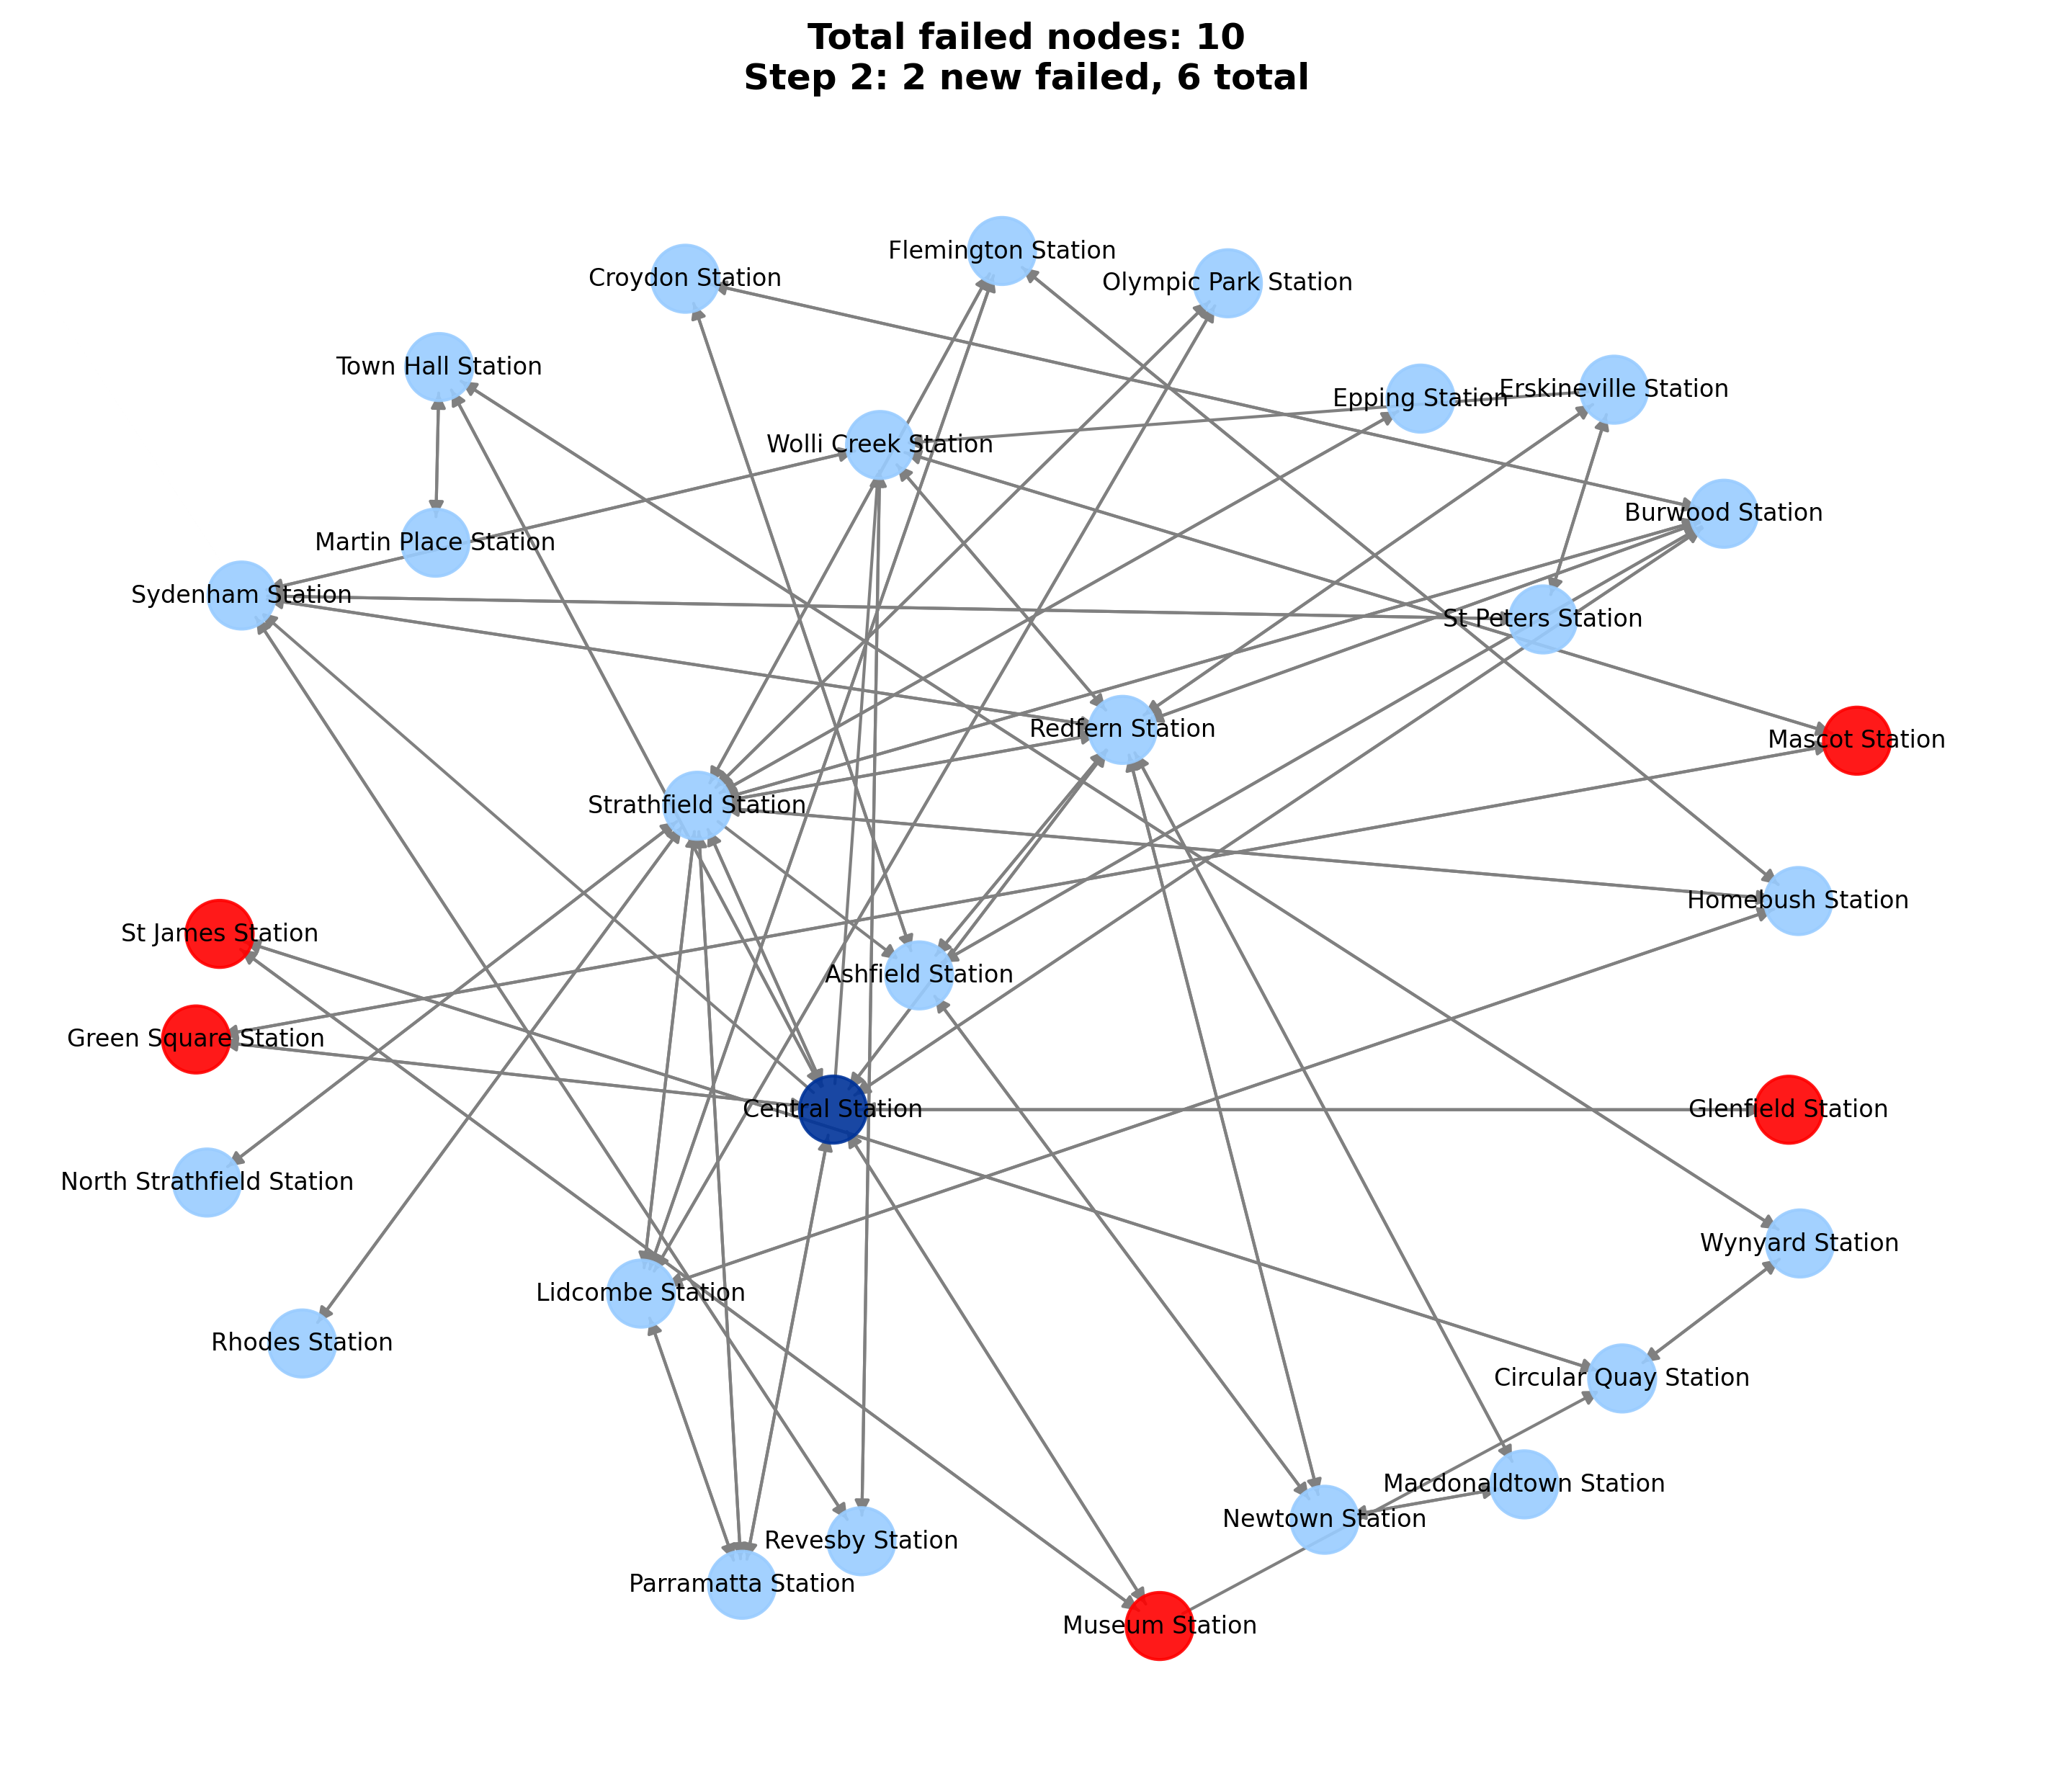 Total failed nodes: 10
Step 2: 2 new failed, 6 total
Flemington Station
Croydon Station
Olympic Park Station
Town Hall Station
Epping Station
Erskineville Station
Wolli Creek Station
Burwood Station
Martin Place Station
Sydenham Station
St Peters Station
Redfern Station
Mascot Station
Strathfield Station
Homebush Station
St James Station
Ashfield Station
Green Square Station
Central Station
Glenfield Station
North Strathfield Station
Wynyard Station
Lidcombe Station
Rhodes Station
Circular Quay Station
Macdonaldtown Station
Newtown Station
Revesby Station
Parramatta Station
Museum Station